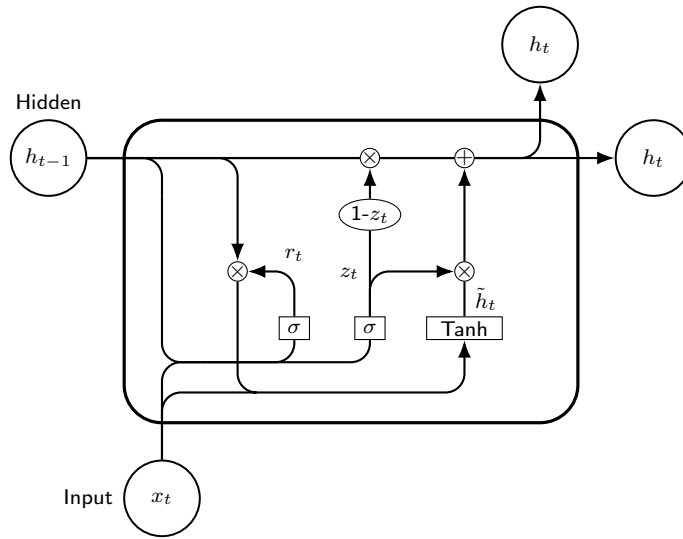 h_t
Hidden
h_{t−1}
×
+
h_t
1-z_t
r_t
z_t
×
×
h̃_t
σ
σ
Tanh
Input
x_t